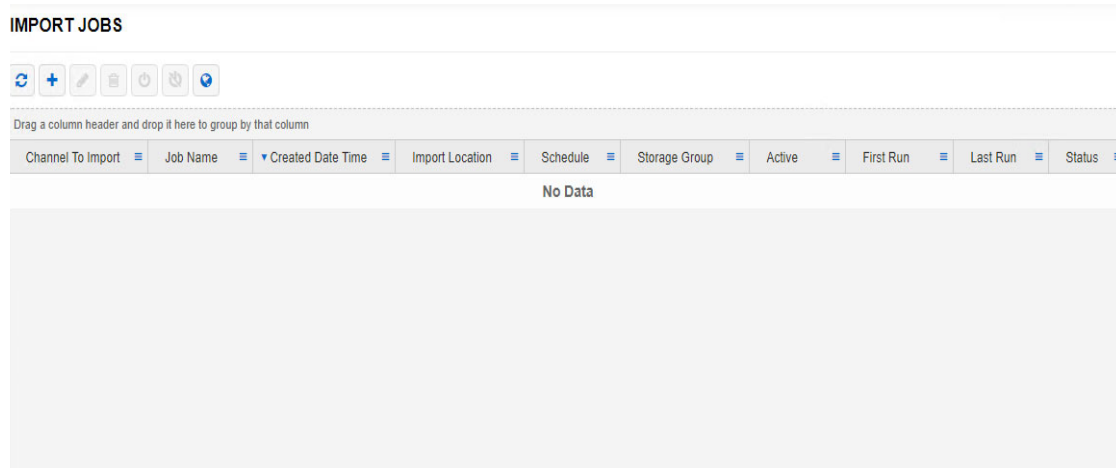 IMPORT JOBS
Drag a column header and drop it here to group by that column
Channel To Import Job Name Created Date Time Import Location Schedule Storage Group Active First Run Last Run Status
No Data